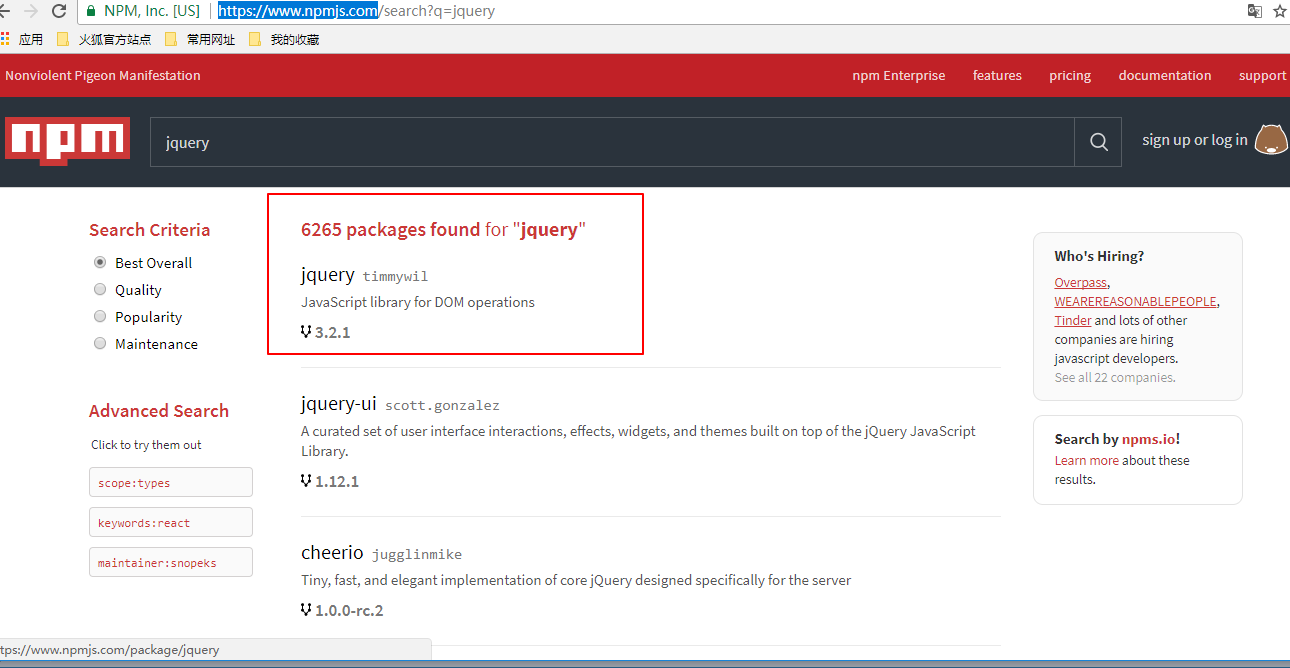 NPM, Inc. [US] | https://www.npmjs.com/search?q=jquery
应用 火狐官方站点 常用网址 我的收藏
Nonviolent Pigeon Manifestation
npm Enterprise features pricing documentation support
npm
jquery
sign up or log in
Search Criteria
Best Overall
Quality
Popularity
Maintenance
Advanced Search
Click to try them out
scope:types
keywords:react
maintainer:snopeks
6265 packages found for "jquery"
jquery timmywil
JavaScript library for DOM operations
3.2.1
jquery-ui scott.gonzalez
A curated set of user interface interactions, effects, widgets, and themes built on top of the jQuery JavaScript
Library.
1.12.1
cheerio jugglinmike
Tiny, fast, and elegant implementation of core jQuery designed specifically for the server
1.0.0-rc.2
Who's Hiring?
Overpass,
WEAREREASONABLEPEOPLE,
Tinder and lots of other
companies are hiring
javascript developers.
See all 22 companies.
Search by npms.io!
Learn more about these
results.
tps://www.npmjs.com/package/jquery